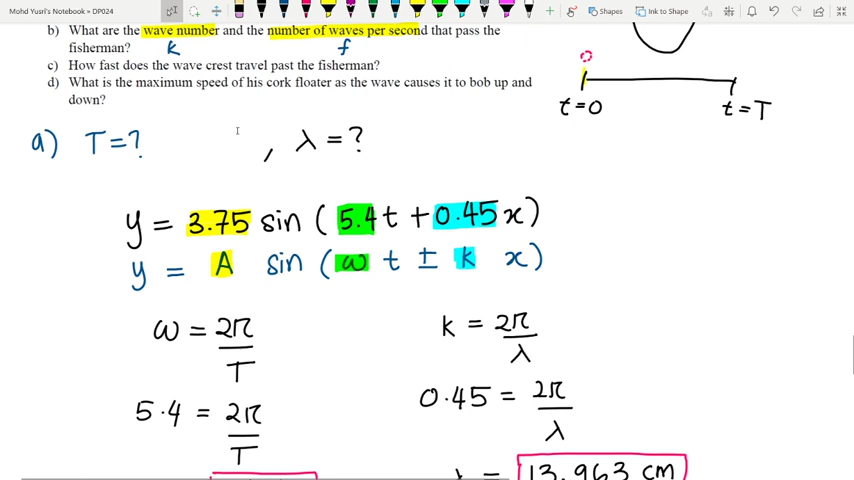 Mohd Yusri's Notebook » DP024
Shapes
Ink to Shape
b) What are the wave number and the number of waves per second that pass the
fisherman?
k
f
c) How fast does the wave crest travel past the fisherman?
d) What is the maximum speed of his cork floater as the wave causes it to bob up and
down?
t=0
t=T
a) T=? , λ = ?
y = 3.75 sin (5.4t + 0.45x)
y = A sin (ω t ± k x)
ω = 2π/T
k = 2π/λ
5.4 = 2π/T
0.45 = 2π/λ
= 13.963 cm